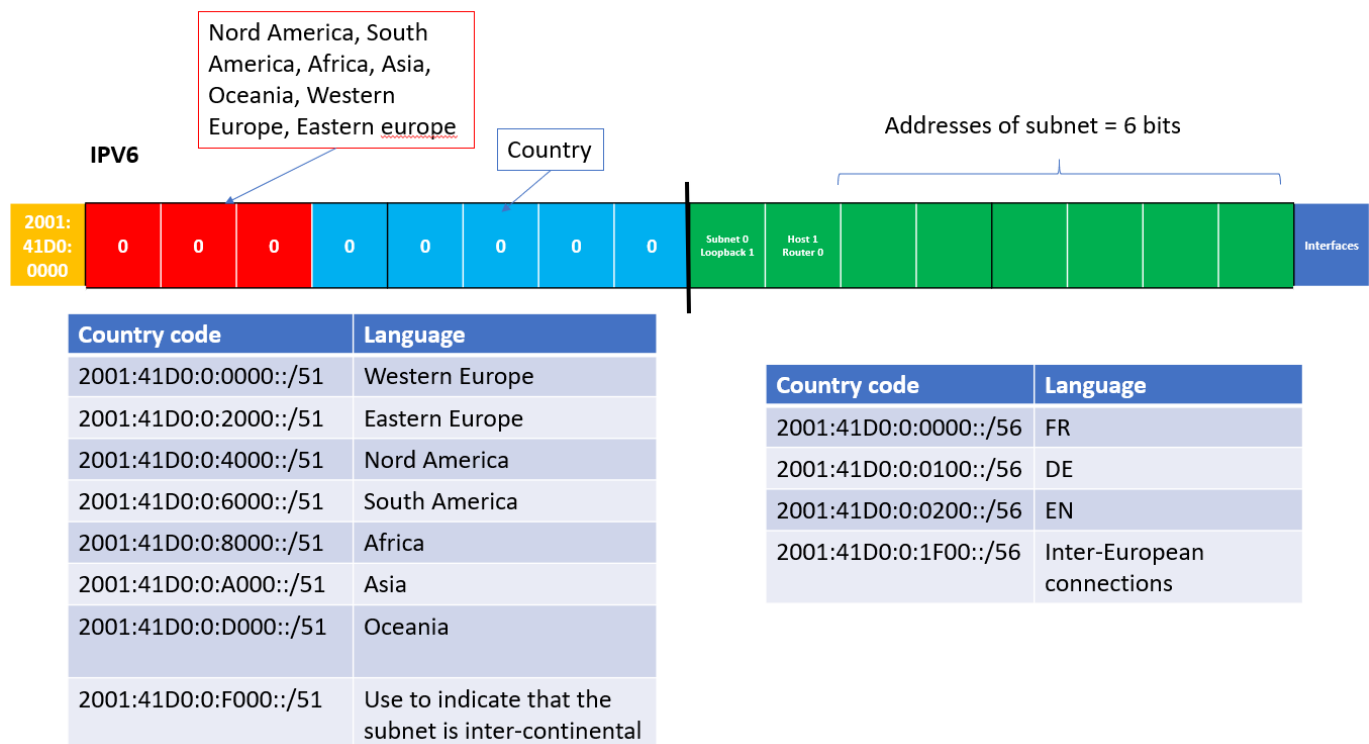 Nord America, South
America, Africa, Asia,
Oceania, Western
Europe, Eastern europe
Country
Addresses of subnet = 6 bits
IPV6
2001:
41D0:
0000
0 0 0 0 0 0 0 0
Subnet 0
Loopback 1
Host 1
Router 0
Interfaces
Country code Language
2001:41D0:0:0000::/51 Western Europe
2001:41D0:0:2000::/51 Eastern Europe
2001:41D0:0:4000::/51 Nord America
2001:41D0:0:6000::/51 South America
2001:41D0:0:8000::/51 Africa
2001:41D0:0:A000::/51 Asia
2001:41D0:0:D000::/51 Oceania
2001:41D0:0:F000::/51 Use to indicate that the
subnet is inter-continental
Country code Language
2001:41D0:0:0000::/56 FR
2001:41D0:0:0100::/56 DE
2001:41D0:0:0200::/56 EN
2001:41D0:0:1F00::/56 Inter-European
connections